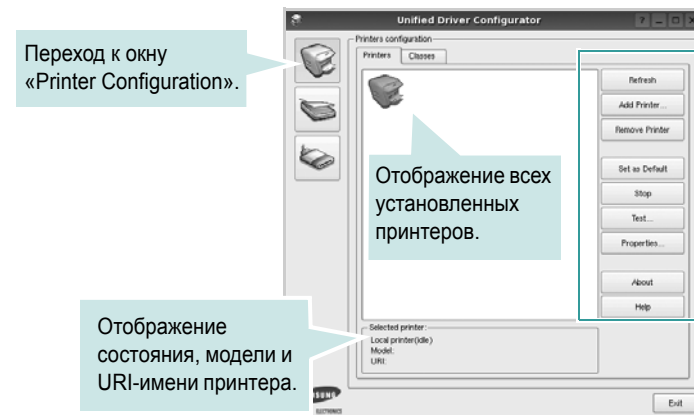 Unified Driver Configurator
Переход к окну
«Printer Configuration».
Printers configuration
Printers Classes
Refresh
Add Printer...
Remove Printer
Set as Default
Stop
Test...
Properties...
About
Help
Отображение всех
установленных
принтеров.
Отображение
состояния, модели и
URI-имени принтера.
Selected printer:
Local printer(idle)
Model:
URI:
ELECTRONICS
Exit